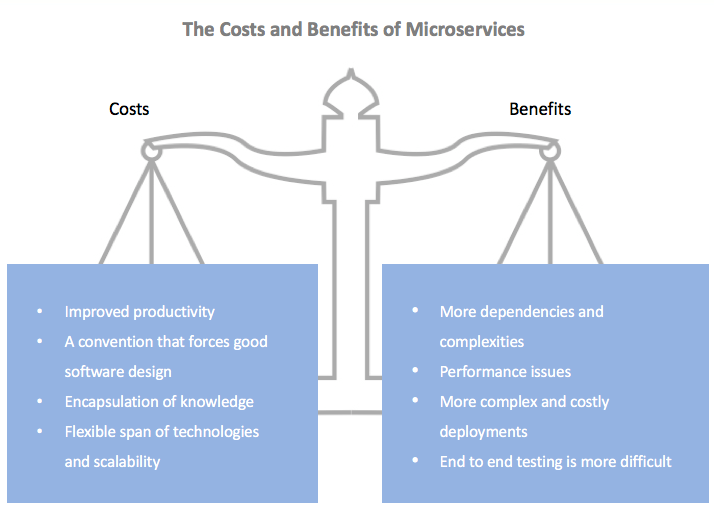 The Costs and Benefits of Microservices
Costs
Benefits
• Improved productivity
• A convention that forces good
software design
• Encapsulation of knowledge
• Flexible span of technologies
and scalability
• More dependencies and
complexities
• Performance issues
• More complex and costly
deployments
• End to end testing is more difficult